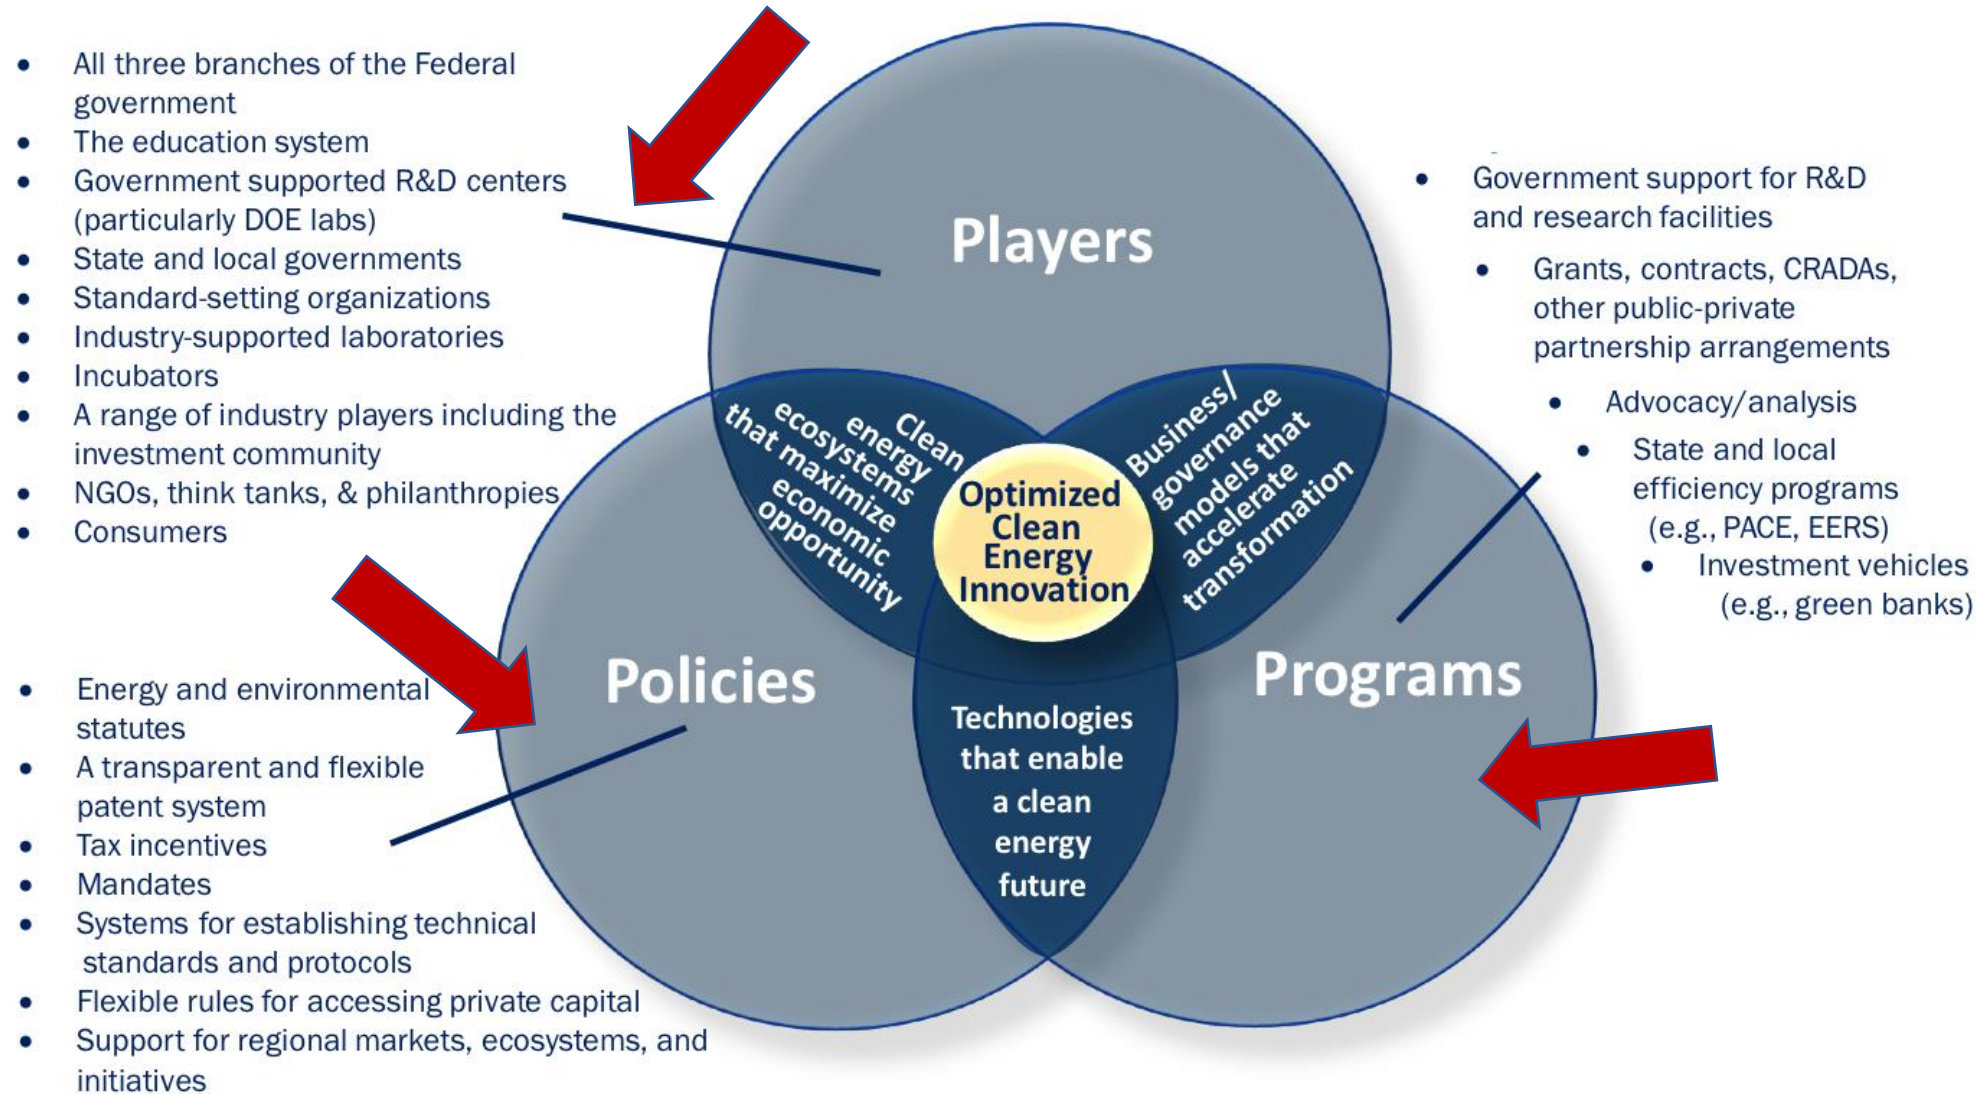 • All three branches of the Federal
government
• The education system
• Government supported R&D centers
(particularly DOE labs)
• State and local governments
• Standard-setting organizations
• Industry-supported laboratories
• Incubators
• A range of industry players including the
investment community
• NGOs, think tanks, & philanthropies
• Consumers
• Energy and environmental
statutes
• A transparent and flexible
patent system
• Tax incentives
• Mandates
• Systems for establishing technical
standards and protocols
• Flexible rules for accessing private capital
• Support for regional markets, ecosystems, and
initiatives
Players
Clean
energy
ecosystems
that maximize
economic
opportunity
Business/
governance
models that
accelerate
transformation
Optimized
Clean
Energy
Innovation
Policies
Programs
Technologies
that enable
a clean
energy
future
• Government support for R&D
and research facilities
• Grants, contracts, CRADAs,
other public-private
partnership arrangements
• Advocacy/analysis
• State and local
efficiency programs
(e.g., PACE, EERS)
• Investment vehicles
(e.g., green banks)